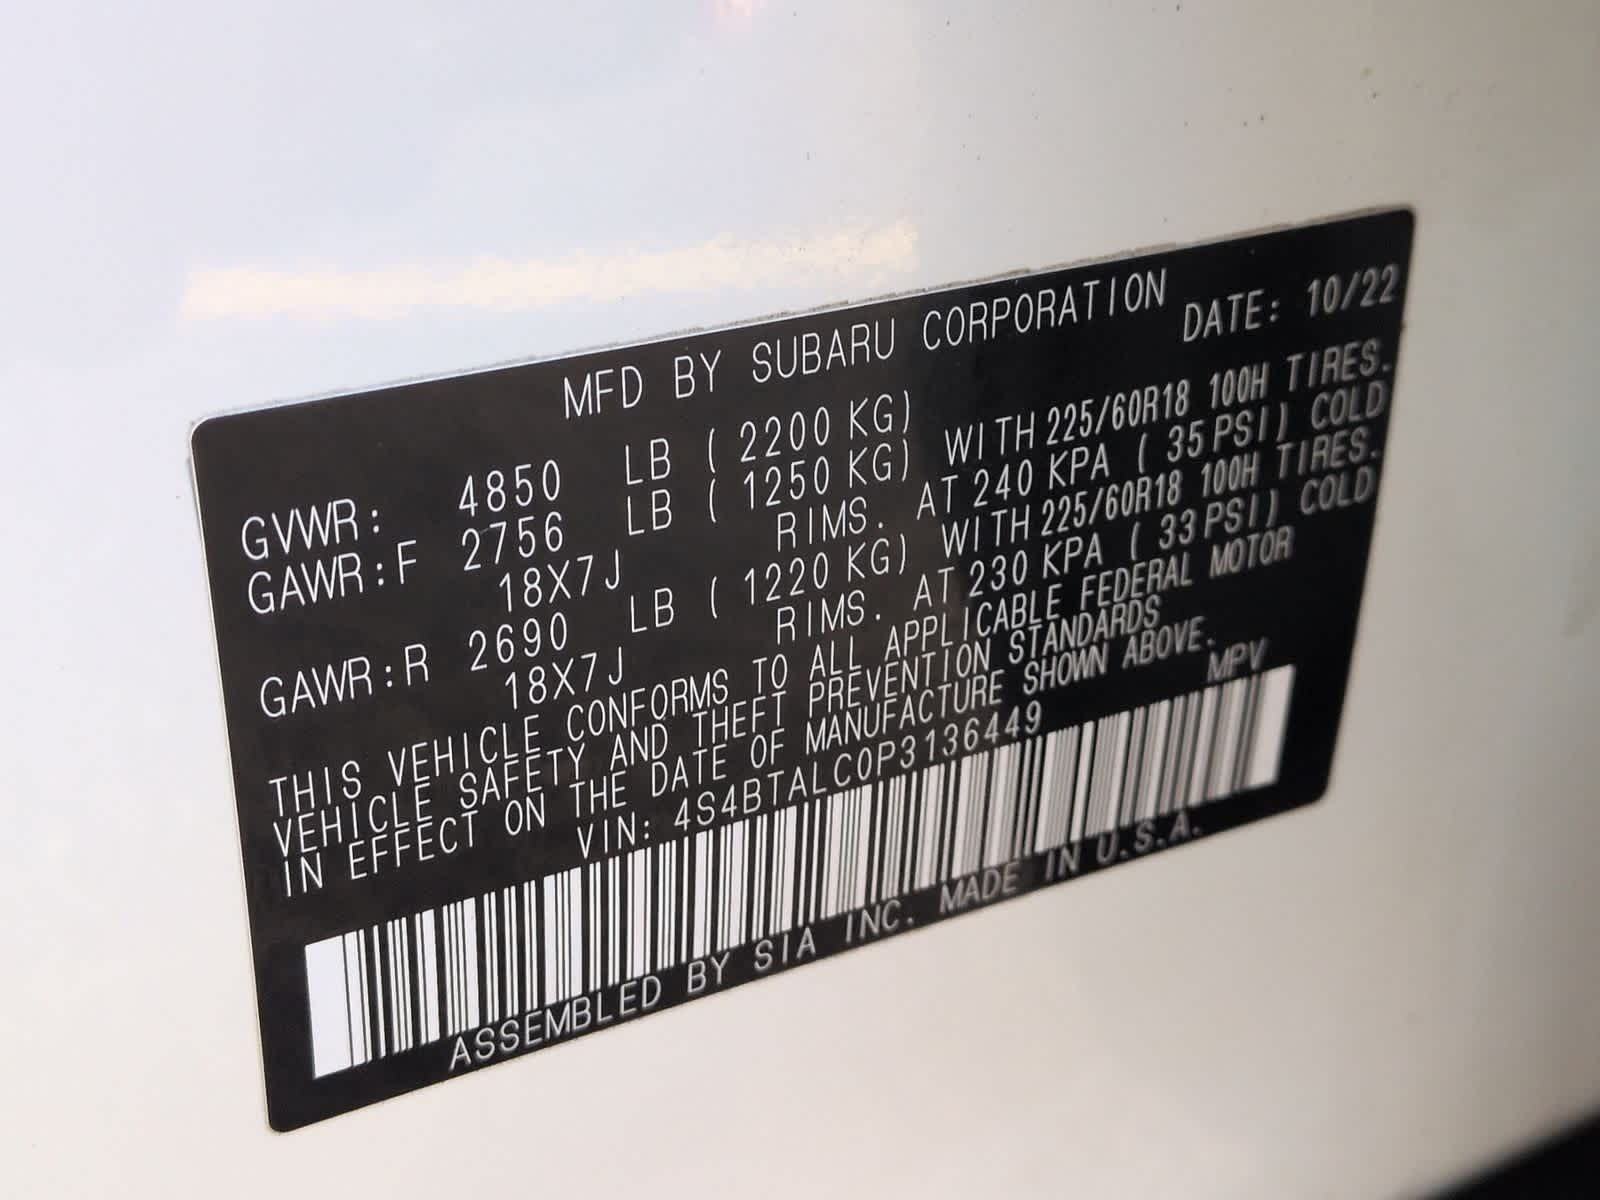 MFD BY SUBARU CORPORATION DATE: 10/22
GVWR: 4850 LB ( 2200 KG)
GAWR:F 2756 LB ( 1250 KG) WITH 225/60R18 100H TIRES.
18X7J RIMS. AT 240 KPA ( 35 PSI) COLD
GAWR:R 2690 LB ( 1220 KG) WITH 225/60R18 100H TIRES.
18X7J RIMS. AT 230 KPA ( 33 PSI) COLD
THIS VEHICLE CONFORMS TO ALL APPLICABLE FEDERAL MOTOR
VEHICLE SAFETY AND THEFT PREVENTION STANDARDS
IN EFFECT ON THE DATE OF MANUFACTURE SHOWN ABOVE.
VIN: 4S4BTALC0P3136449 MPV
ASSEMBLED BY SIA INC. MADE IN U.S.A.